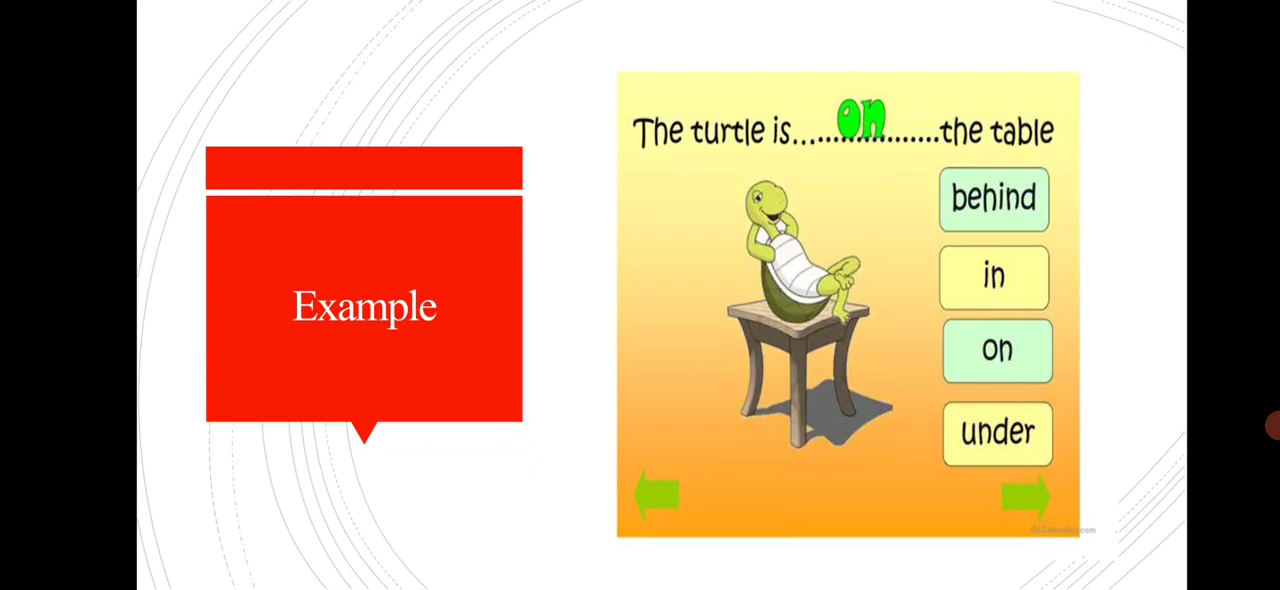 Example
The turtle is...on...the table
behind
in
on
under